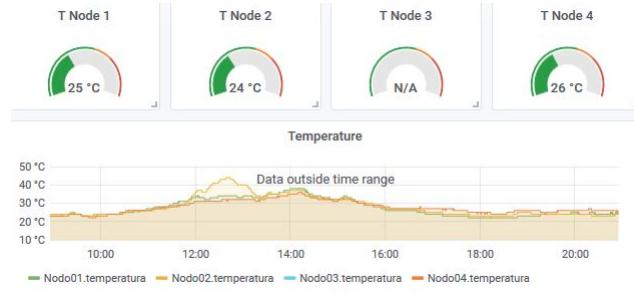 T Node 1
T Node 2
T Node 3
T Node 4
25 °C
24 °C
N/A
26 °C
Temperature
Data outside time range
50 °C
40 °C
30 °C
20 °C
10 °C
10:00
12:00
14:00
16:00
18:00
20:00
Nodo01.temperatura
Nodo02.temperatura
Nodo03.temperatura
Nodo04.temperatura